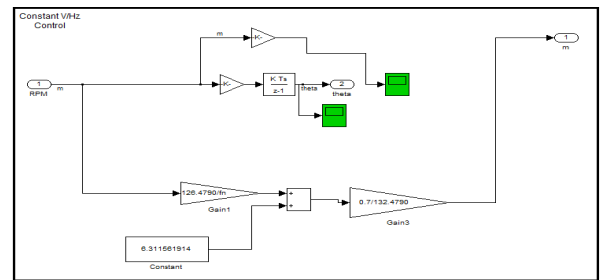 Constant V/Hz
Control
m
-K-
1
m
1
RPM
m
-K-
K Ts
z-1
theta
2
theta
126.4790/fn
Gain1
+
+
0.7/132.4790
Gain3
6.311561914
Constant